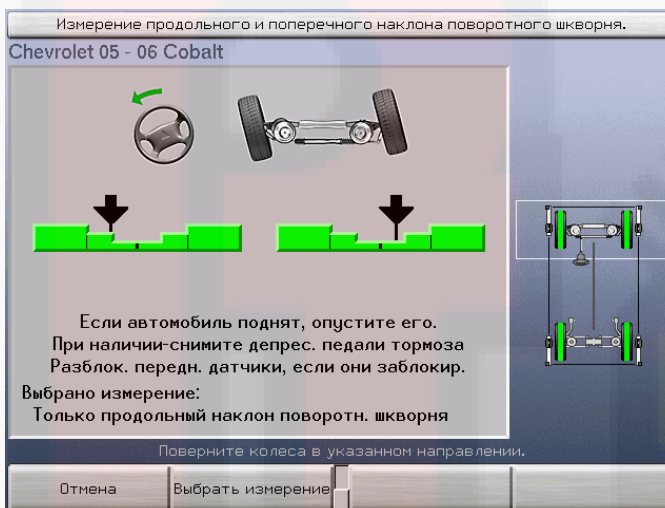 Измерение продольного и поперечного наклона поворотного шкворня.
Chevrolet 05 - 06 Cobalt
Если автомобиль поднят, опустите его.
При наличии-снимите депрес. педали тормоза
Разблок. передн. датчики, если они заблокир.
Выбрано измерение:
Только продольный наклон поворотн. шкворня
Поверните колеса в указанном направлении.
Отмена
Выбрать измерение